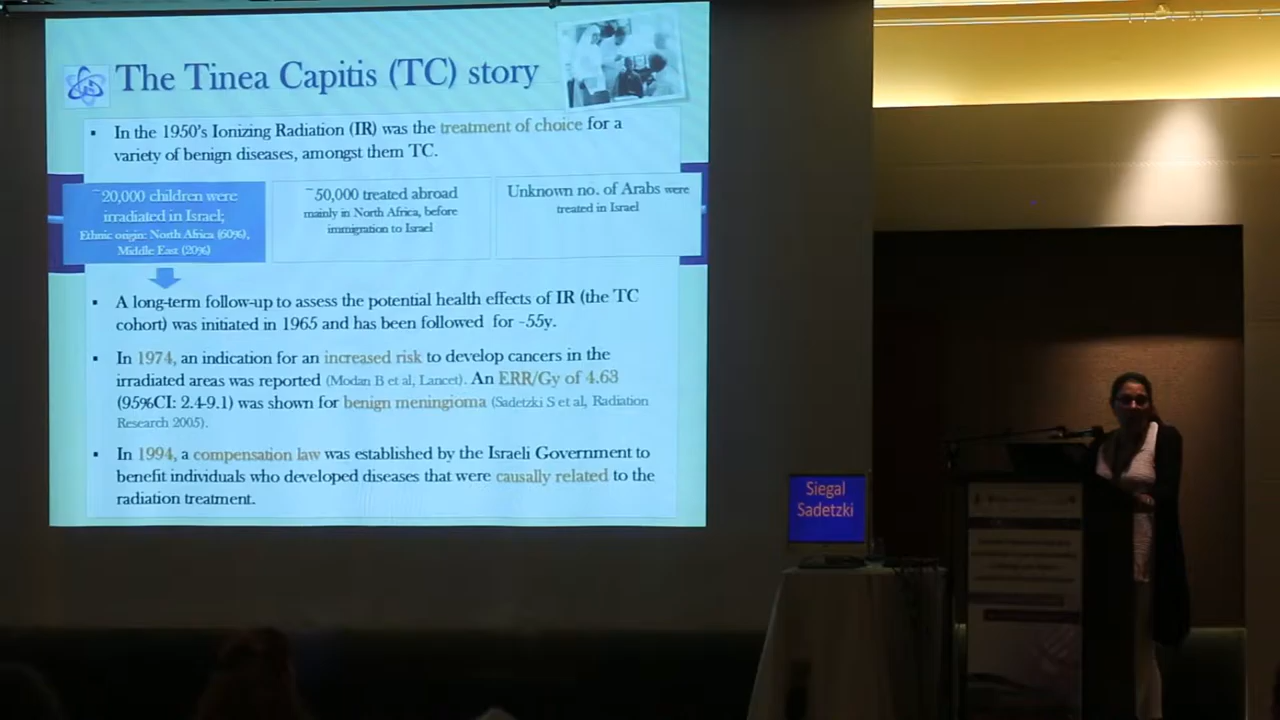 The Tinea Capitis (TC) story
▪ In the 1950's Ionizing Radiation (IR) was the treatment of choice for a
variety of benign diseases, amongst them TC.
~20,000 children were
irradiated in Israel;
Ethnic origin: North Africa (60%),
Middle East (20%)
~50,000 treated abroad
mainly in North Africa, before
immigration to Israel
Unknown no. of Arabs were
treated in Israel
▪ A long-term follow-up to assess the potential health effects of IR (the TC
cohort) was initiated in 1965 and has been followed for ~55y.
▪ In 1974, an indication for an increased risk to develop cancers in the
irradiated areas was reported (Modan B et al, Lancet). An ERR/Gy of 4.63
(95%CI: 2.4-9.1) was shown for benign meningioma (Sadetzki S et al, Radiation
Research 2005).
▪ In 1994, a compensation law was established by the Israeli Government to
benefit individuals who developed diseases that were causally related to the
radiation treatment.
Siegal
Sadetzki